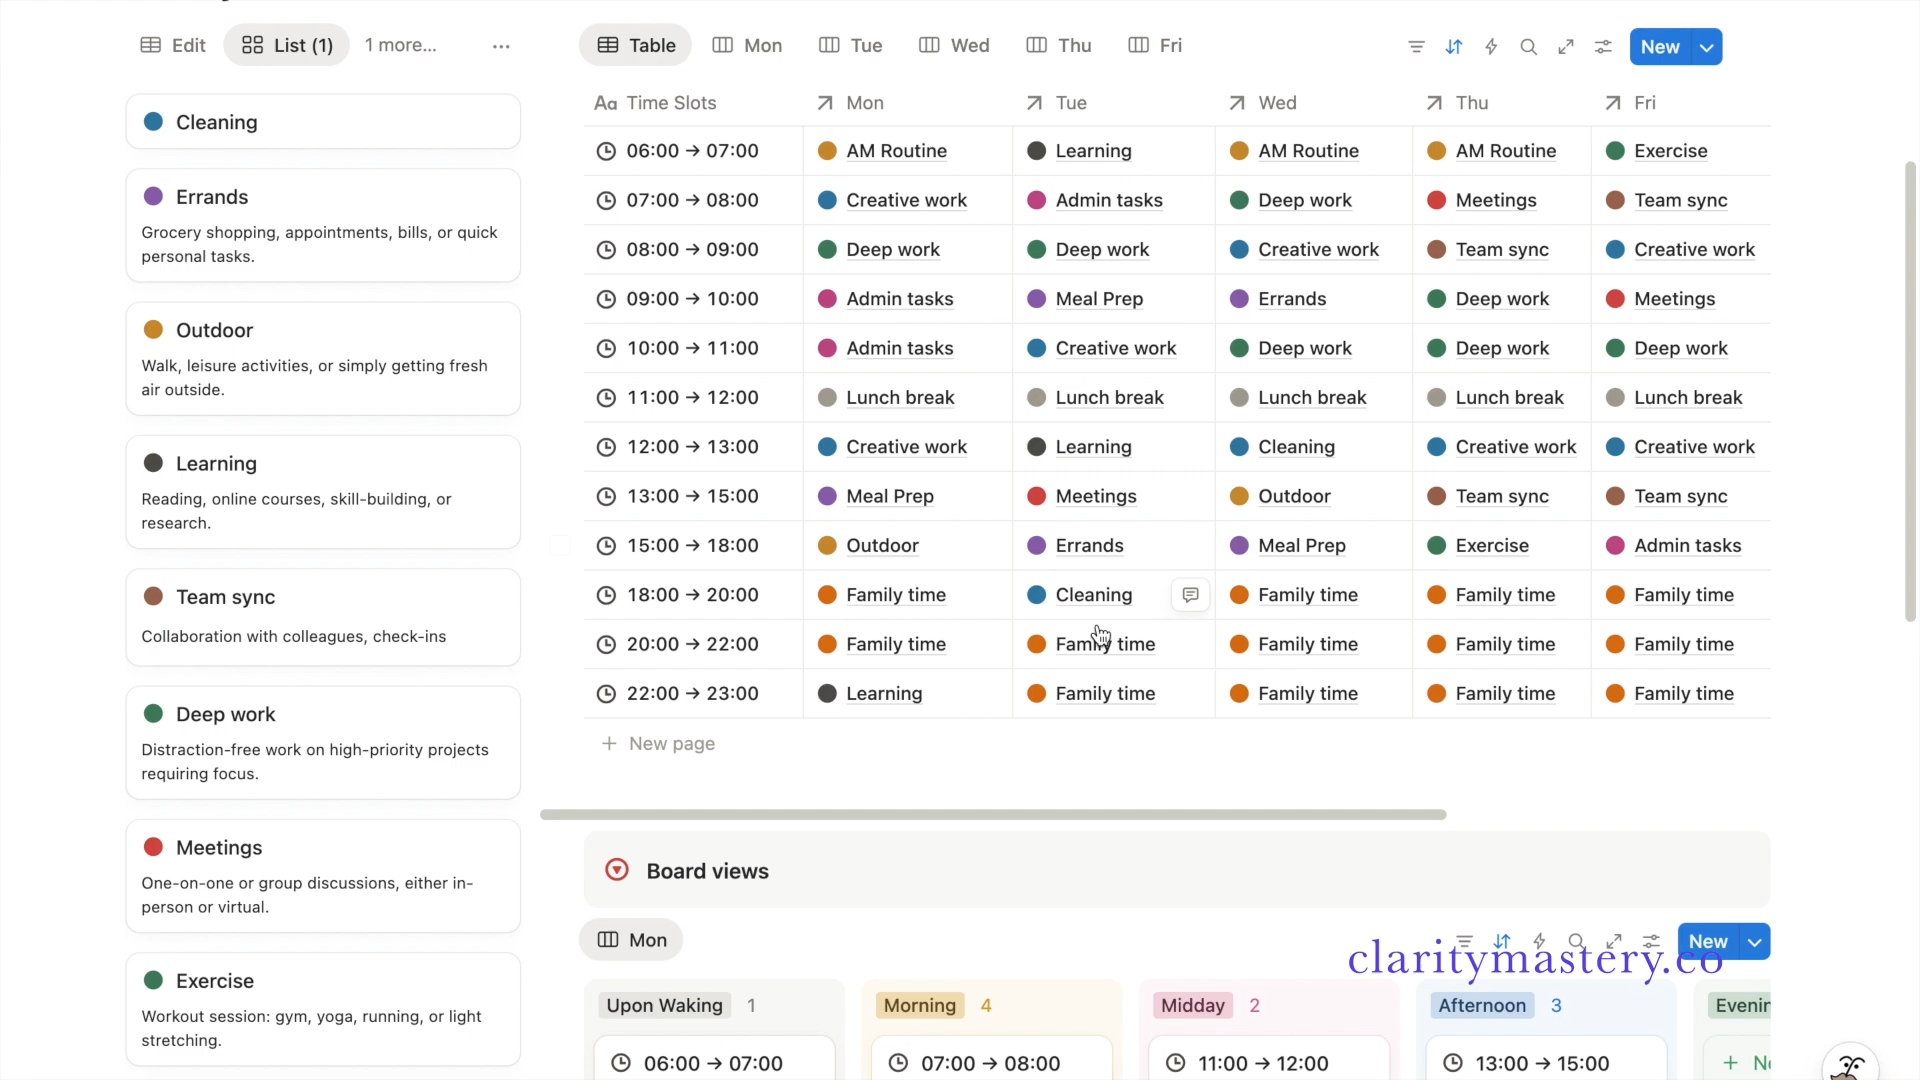 Edit
List (1)
1 more...
Cleaning
Errands
Grocery shopping, appointments, bills, or quick
personal tasks.
Outdoor
Walk, leisure activities, or simply getting fresh
air outside.
Learning
Reading, online courses, skill-building, or
research.
Team sync
Collaboration with colleagues, check-ins
Deep work
Distraction-free work on high-priority projects
requiring focus.
Meetings
One-on-one or group discussions, either in-
person or virtual.
Exercise
Workout session: gym, yoga, running, or light
stretching.
Table Mon Tue Wed Thu Fri
New
Aa Time Slots Mon Tue Wed Thu Fri
06:00 → 07:00 AM Routine Learning AM Routine AM Routine Exercise
07:00 → 08:00 Creative work Admin tasks Deep work Meetings Team sync
08:00 → 09:00 Deep work Deep work Creative work Team sync Creative work
09:00 → 10:00 Admin tasks Meal Prep Errands Deep work Meetings
10:00 → 11:00 Admin tasks Creative work Deep work Deep work Deep work
11:00 → 12:00 Lunch break Lunch break Lunch break Lunch break Lunch break
12:00 → 13:00 Creative work Learning Cleaning Creative work Creative work
13:00 → 15:00 Meal Prep Meetings Outdoor Team sync Team sync
15:00 → 18:00 Outdoor Errands Meal Prep Exercise Admin tasks
18:00 → 20:00 Family time Cleaning Family time Family time Family time
20:00 → 22:00 Family time Family time Family time Family time Family time
22:00 → 23:00 Learning Family time Family time Family time Family time
+ New page
Board views
Mon
New
claritymastery.co
Upon Waking 1 Morning 4 Midday 2 Afternoon 3
06:00 → 07:00 07:00 → 08:00 11:00 → 12:00 13:00 → 15:00